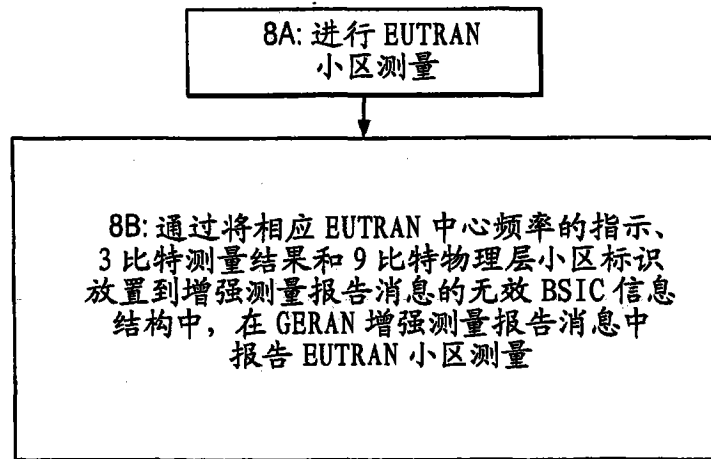 8A: 进行 EUTRAN
小区测量
8B: 通过将相应 EUTRAN 中心频率的指示、
3 比特测量结果和 9 比特物理层小区标识
放置到增强测量报告消息的无效 BSIC 信息
结构中，在 GERAN 增强测量报告消息中
报告 EUTRAN 小区测量